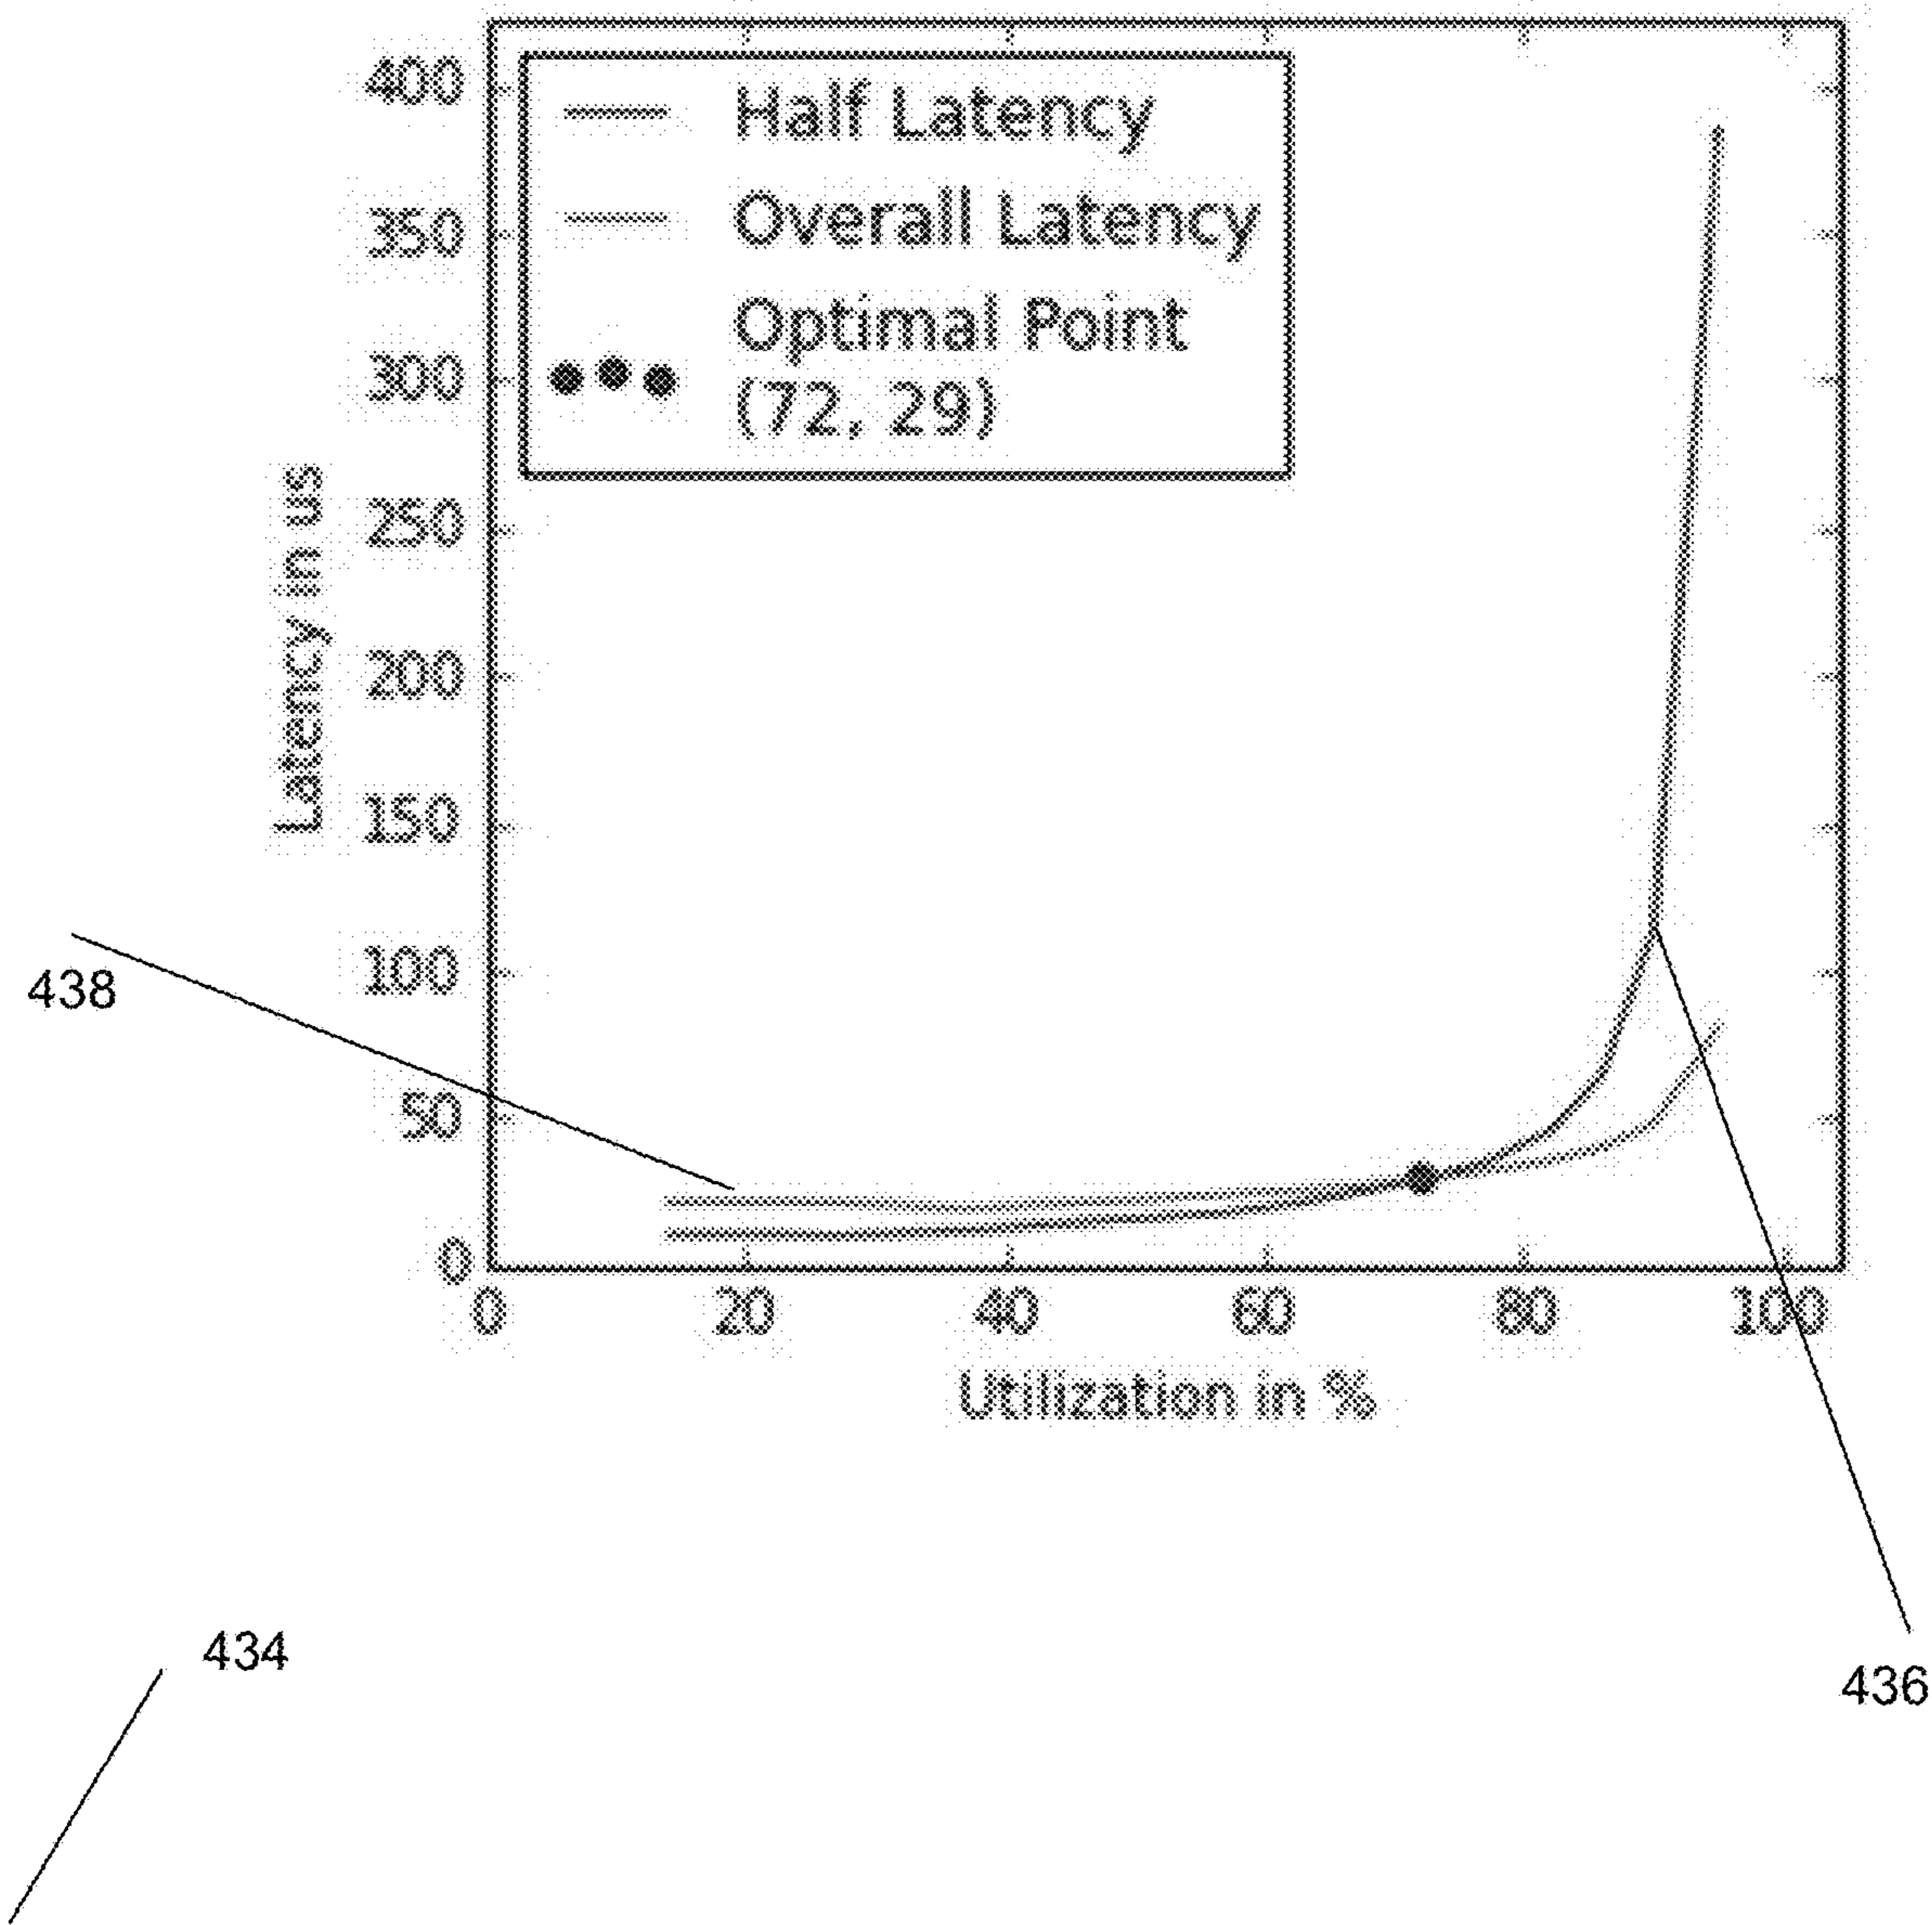 400
Half Latency
Overall Latency
Optimal Point
(72, 29)
350
300
250
200
150
100
50
0
Latency in us
0 20 40 60 80 100
Utilization in %
438
434
436